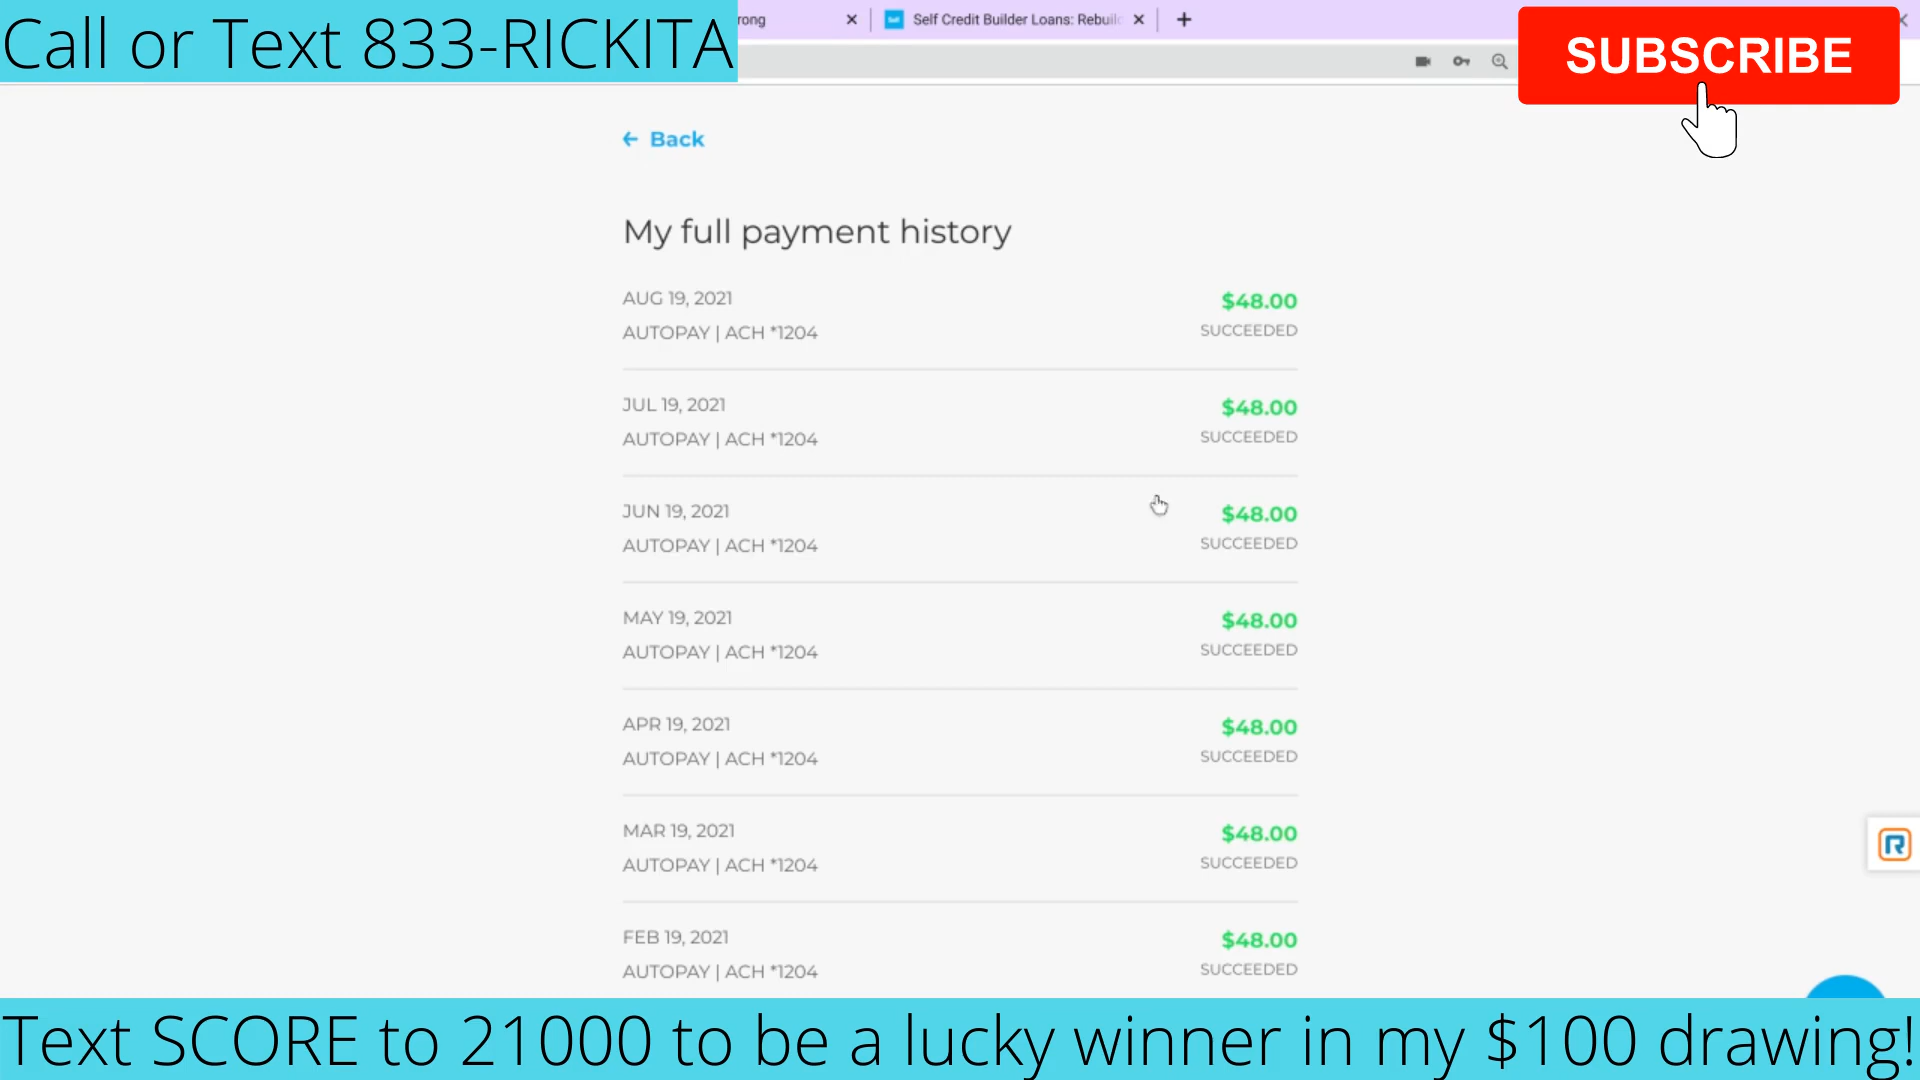 Call or Text 833-RICKITA
rong
Self Credit Builder Loans: Rebuil
SUBSCRIBE
← Back
My full payment history
AUG 19, 2021
$48.00
AUTOPAY | ACH *1204
SUCCEEDED
JUL 19, 2021
$48.00
AUTOPAY | ACH *1204
SUCCEEDED
JUN 19, 2021
$48.00
AUTOPAY | ACH *1204
SUCCEEDED
MAY 19, 2021
$48.00
AUTOPAY | ACH *1204
SUCCEEDED
APR 19, 2021
$48.00
AUTOPAY | ACH *1204
SUCCEEDED
MAR 19, 2021
$48.00
AUTOPAY | ACH *1204
SUCCEEDED
FEB 19, 2021
$48.00
AUTOPAY | ACH *1204
SUCCEEDED
R
Text SCORE to 21000 to be a lucky winner in my $100 drawing!